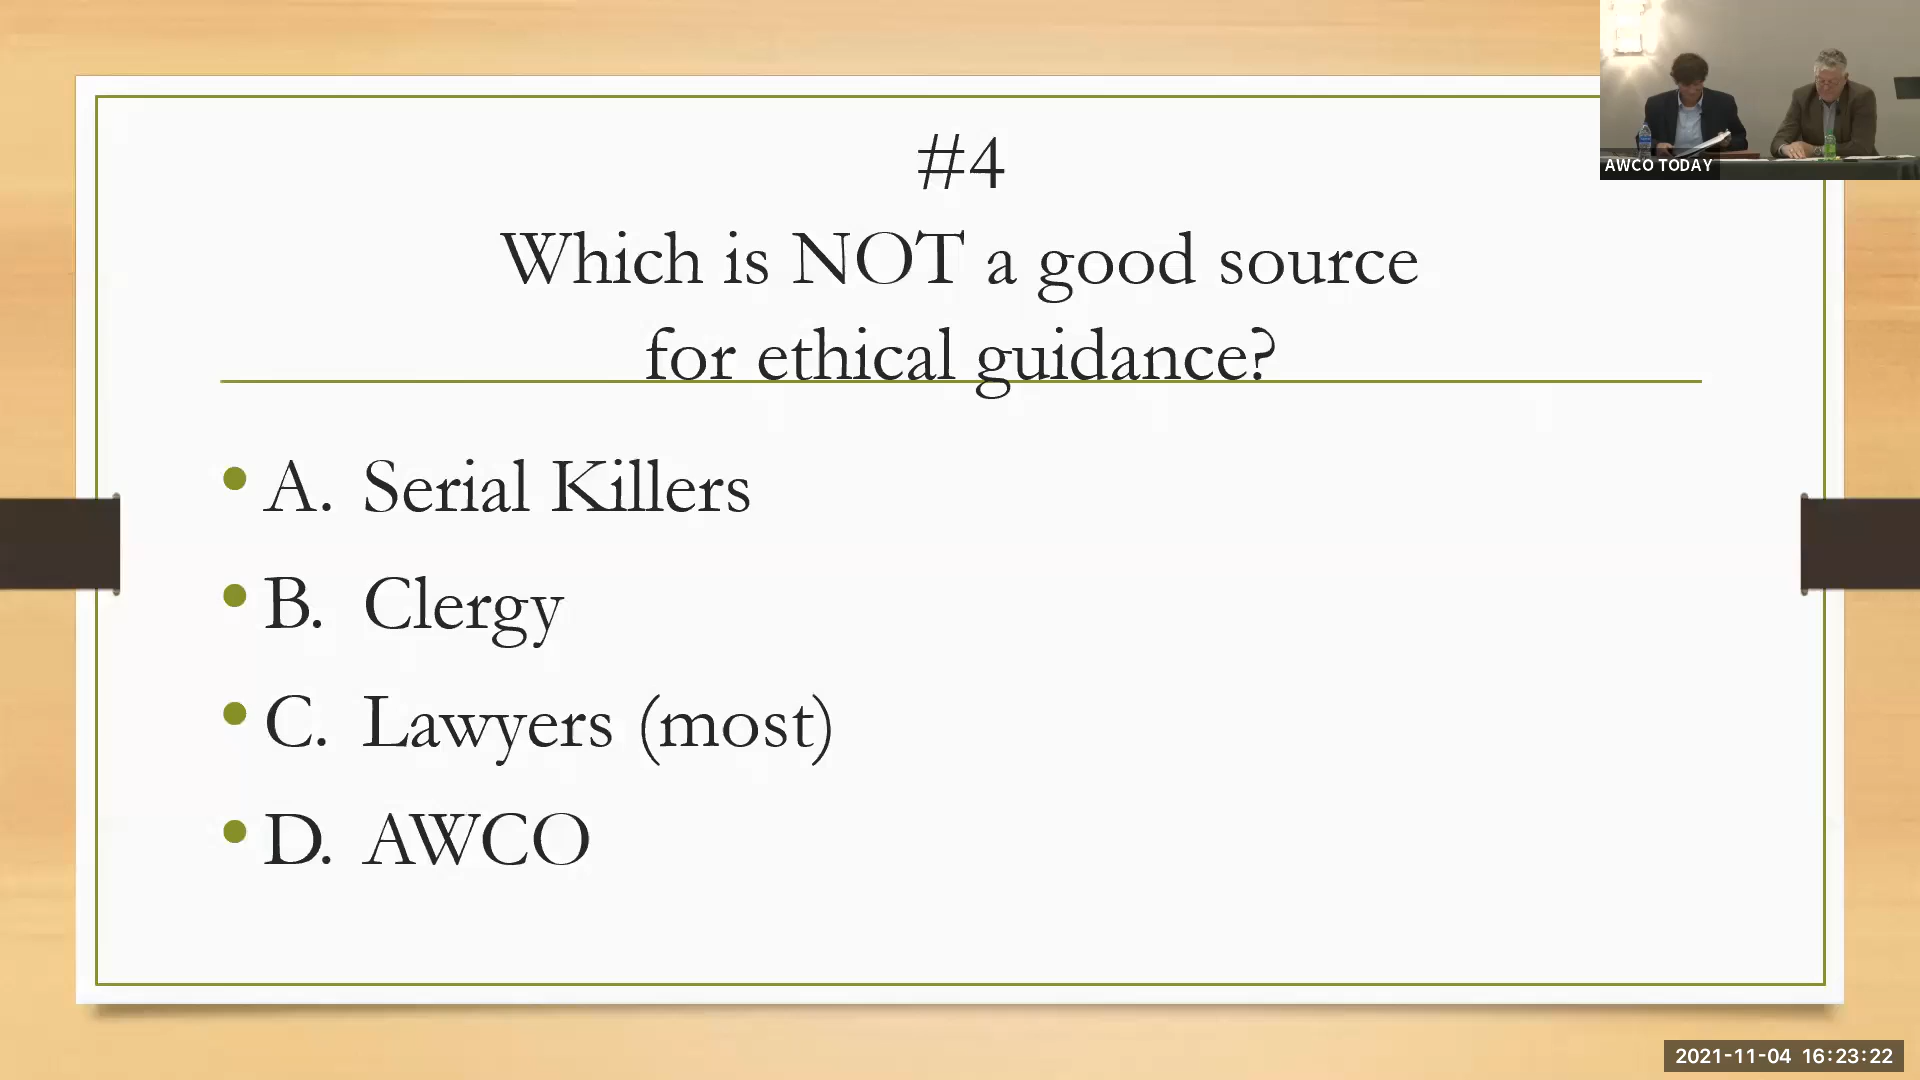 AWCO TODAY
#4
Which is NOT a good source
for ethical guidance?
• A. Serial Killers
• B. Clergy
• C. Lawyers (most)
• D. AWCO
2021-11-04 16:23:22